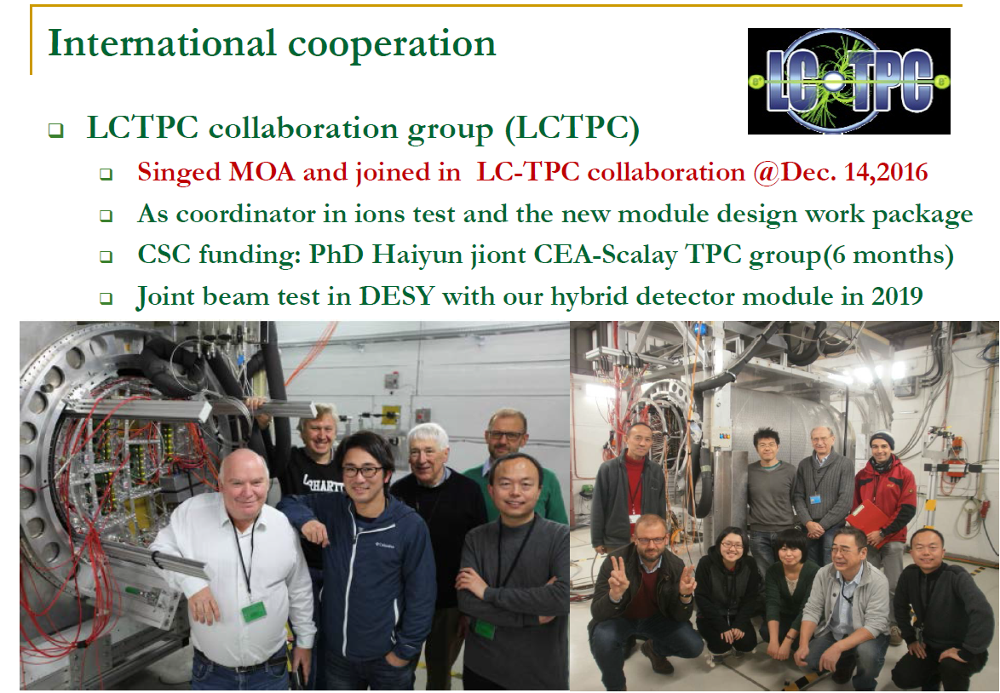 International cooperation
LC TPC
e+ e-
LCTPC collaboration group (LCTPC)
Singed MOA and joined in LC-TPC collaboration @Dec. 14,2016
As coordinator in ions test and the new module design work package
CSC funding: PhD Haiyun jiont CEA-Scalay TPC group(6 months)
Joint beam test in DESY with our hybrid detector module in 2019
Columbia